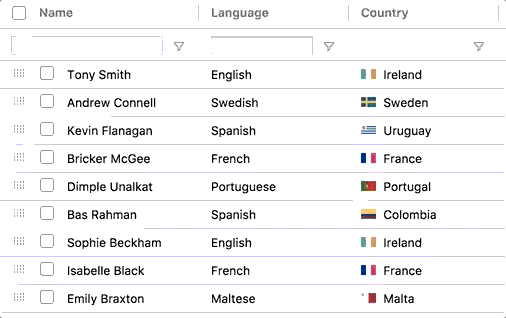 Name Language Country
Tony Smith English Ireland
Andrew Connell Swedish Sweden
Kevin Flanagan Spanish Uruguay
Bricker McGee French France
Dimple Unalkat Portuguese Portugal
Bas Rahman Spanish Colombia
Sophie Beckham English Ireland
Isabelle Black French France
Emily Braxton Maltese Malta